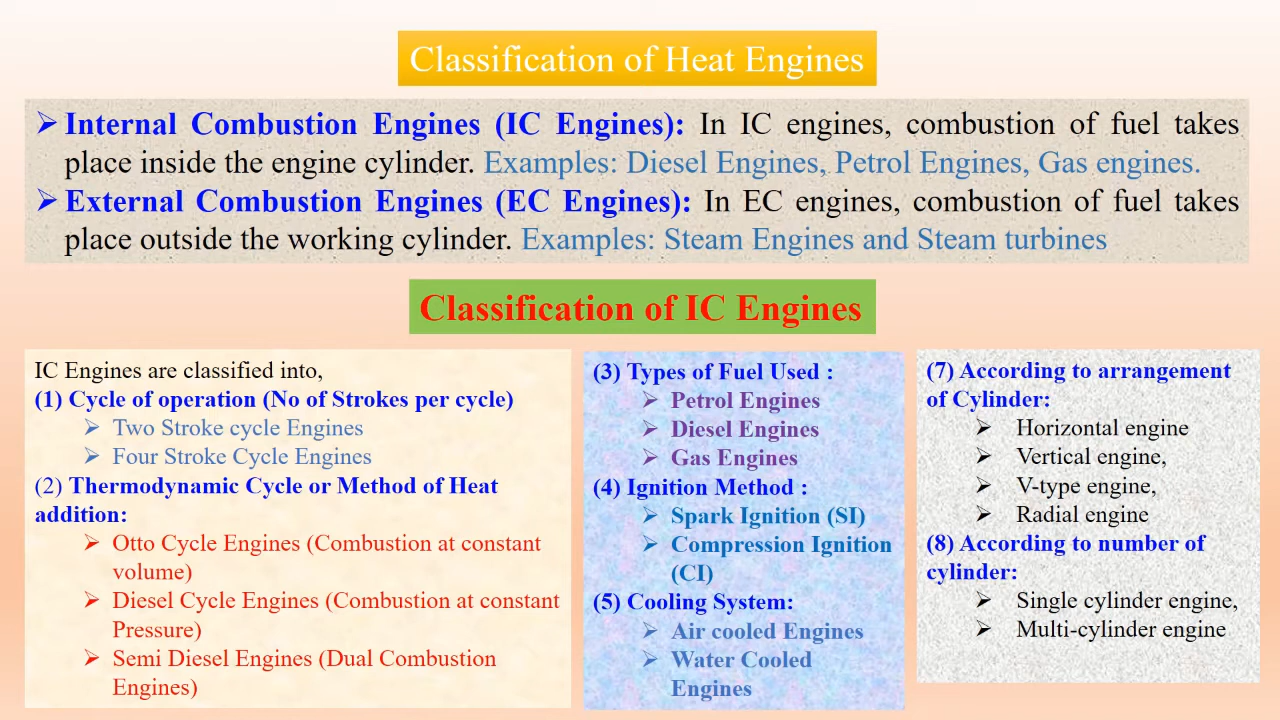 Classification of Heat Engines
➢ Internal Combustion Engines (IC Engines): In IC engines, combustion of fuel takes
place inside the engine cylinder. Examples: Diesel Engines, Petrol Engines, Gas engines.
➢ External Combustion Engines (EC Engines): In EC engines, combustion of fuel takes
place outside the working cylinder. Examples: Steam Engines and Steam turbines
Classification of IC Engines
IC Engines are classified into,
(1) Cycle of operation (No of Strokes per cycle)
➢ Two Stroke cycle Engines
➢ Four Stroke Cycle Engines
(2) Thermodynamic Cycle or Method of Heat
addition:
➢ Otto Cycle Engines (Combustion at constant
volume)
➢ Diesel Cycle Engines (Combustion at constant
Pressure)
➢ Semi Diesel Engines (Dual Combustion
Engines)
(3) Types of Fuel Used :
➢ Petrol Engines
➢ Diesel Engines
➢ Gas Engines
(4) Ignition Method :
➢ Spark Ignition (SI)
➢ Compression Ignition
(CI)
(5) Cooling System:
➢ Air cooled Engines
➢ Water Cooled
Engines
(7) According to arrangement
of Cylinder:
➢ Horizontal engine
➢ Vertical engine,
➢ V-type engine,
➢ Radial engine
(8) According to number of
cylinder:
➢ Single cylinder engine,
➢ Multi-cylinder engine